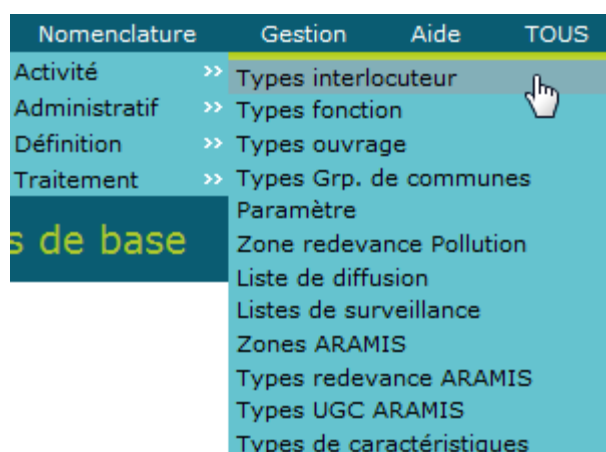 Nomenclature Gestion Aide TOUS
Activité >>
Administratif >>
Définition >>
Traitement >>
s de base
Types interlocuteur
Types fonction
Types ouvrage
Types Grp. de communes
Paramètre
Zone redevance Pollution
Liste de diffusion
Listes de surveillance
Zones ARAMIS
Types redevance ARAMIS
Types UGC ARAMIS
Types de caractéristiques